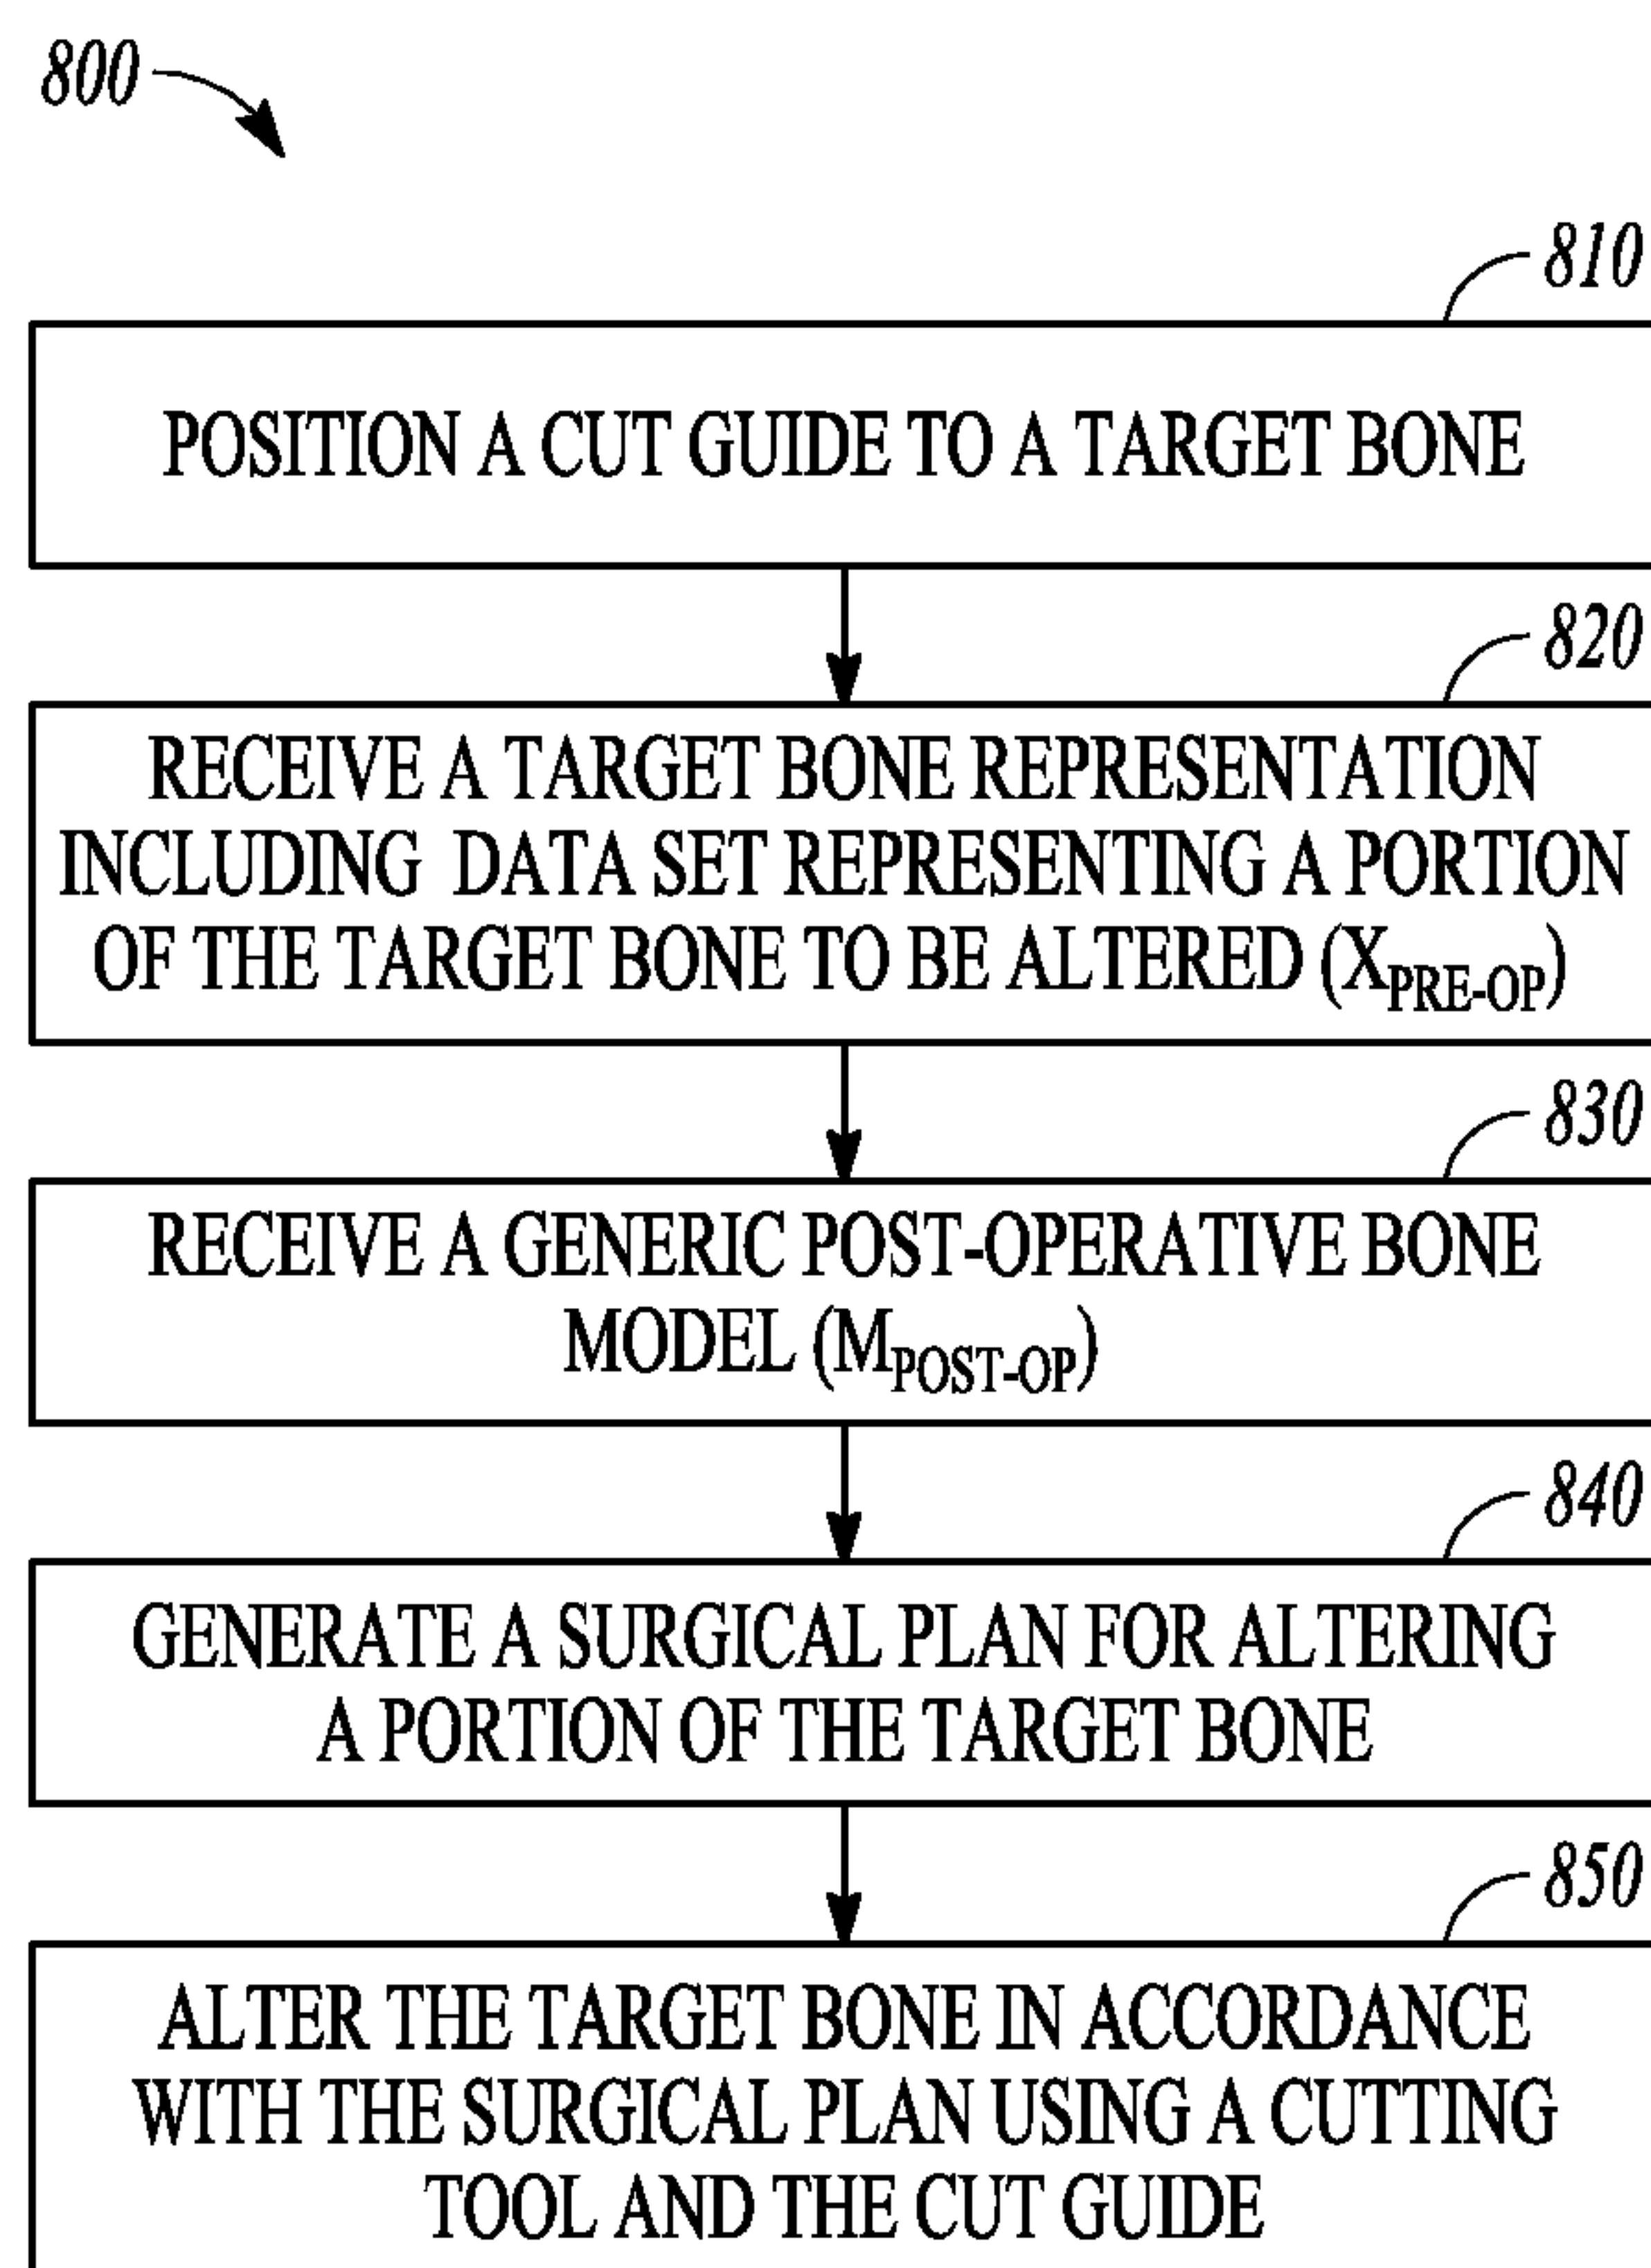 800
810
POSITION A CUT GUIDE TO A TARGET BONE
820
RECEIVE A TARGET BONE REPRESENTATION
INCLUDING DATA SET REPRESENTING A PORTION
OF THE TARGET BONE TO BE ALTERED (XPRE-OP)
830
RECEIVE A GENERIC POST-OPERATIVE BONE
MODEL (MPOST-OP)
840
GENERATE A SURGICAL PLAN FOR ALTERING
A PORTION OF THE TARGET BONE
850
ALTER THE TARGET BONE IN ACCORDANCE
WITH THE SURGICAL PLAN USING A CUTTING
TOOL AND THE CUT GUIDE